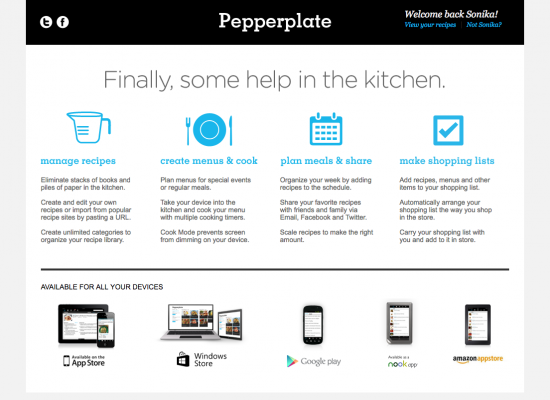 Pepperplate
Welcome back Sonika!
View your recipes
Not Sonika?
Finally, some help in the kitchen.
manage recipes
Eliminate stacks of books and
piles of paper in the kitchen.
Create and edit your own
recipes or import from popular
recipe sites by pasting a URL.
Create unlimited categories to
organize your recipe library.
create menus & cook
Plan menus for special events
or regular meals.
Take your device into the
kitchen and cook your menu
with multiple cooking timers.
Cook Mode prevents screen
from dimming on your device.
plan meals & share
Organize your week by adding
recipes to the schedule.
Share your favorite recipes
with friends and family via
Email, Facebook and Twitter.
Scale recipes to make the right
amount.
make shopping lists
Add recipes, menus and other
items to your shopping list.
Automatically arrange your
shopping list the way you shop
in the store.
Carry your shopping list with
you and add to it in store.
AVAILABLE FOR ALL YOUR DEVICES
Available on the
App Store
Windows
Store
Google play
Available as a
nook app
amazon appstore